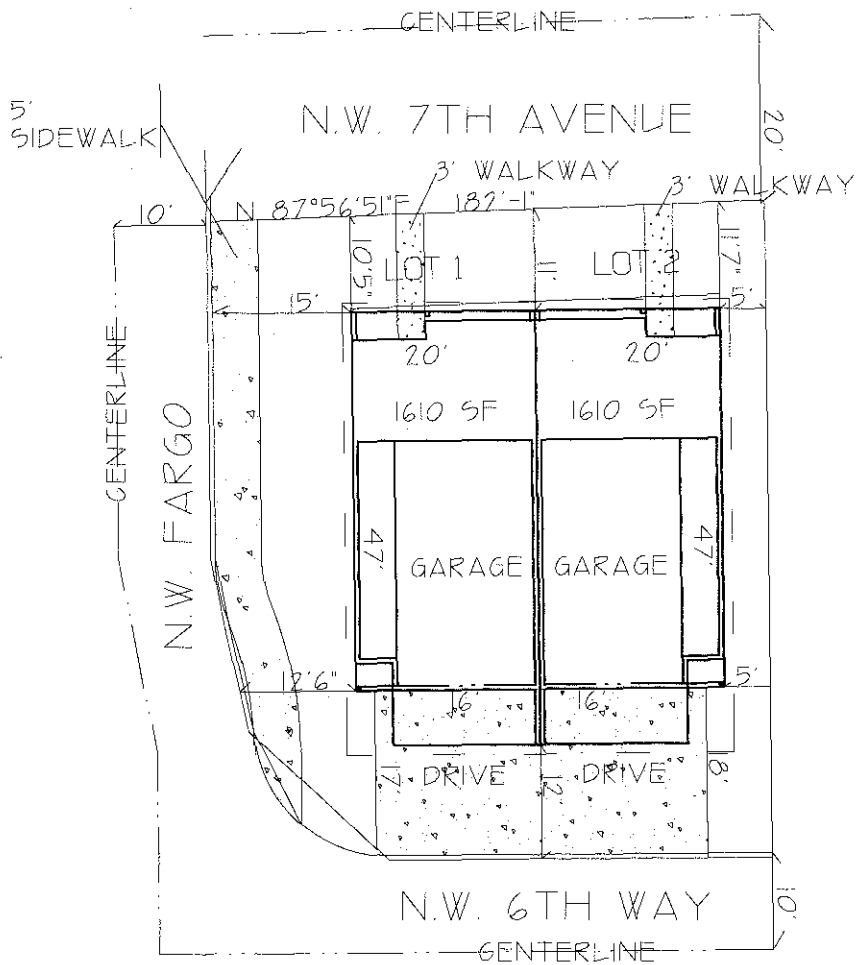 CENTERLINE
5'
SIDEWALK
N.W. 7TH AVENUE
20'
3' WALKWAY
3' WALKWAY
10'
N 87°56'51"E
182'-1"
10'5"
LOT 1
=
LOT 2
11'7"
15'
5'
20'
20'
CENTERLINE
N.W. FARGO
1610 SF
1610 SF
47'
GARAGE
GARAGE
47'
12'6"
16'
16'
5'
17'
DRIVE
12'
DRIVE
18'
N.W. 6TH WAY
10'
CENTERLINE